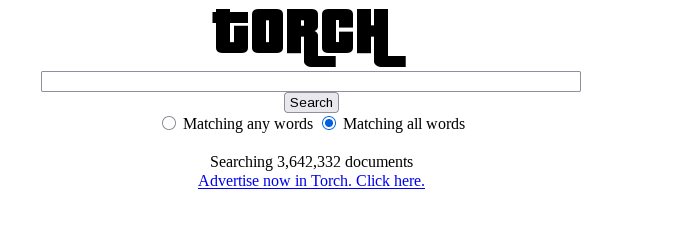 TORCH
Search
Matching any words Matching all words
Searching 3,642,332 documents
Advertise now in Torch. Click here.